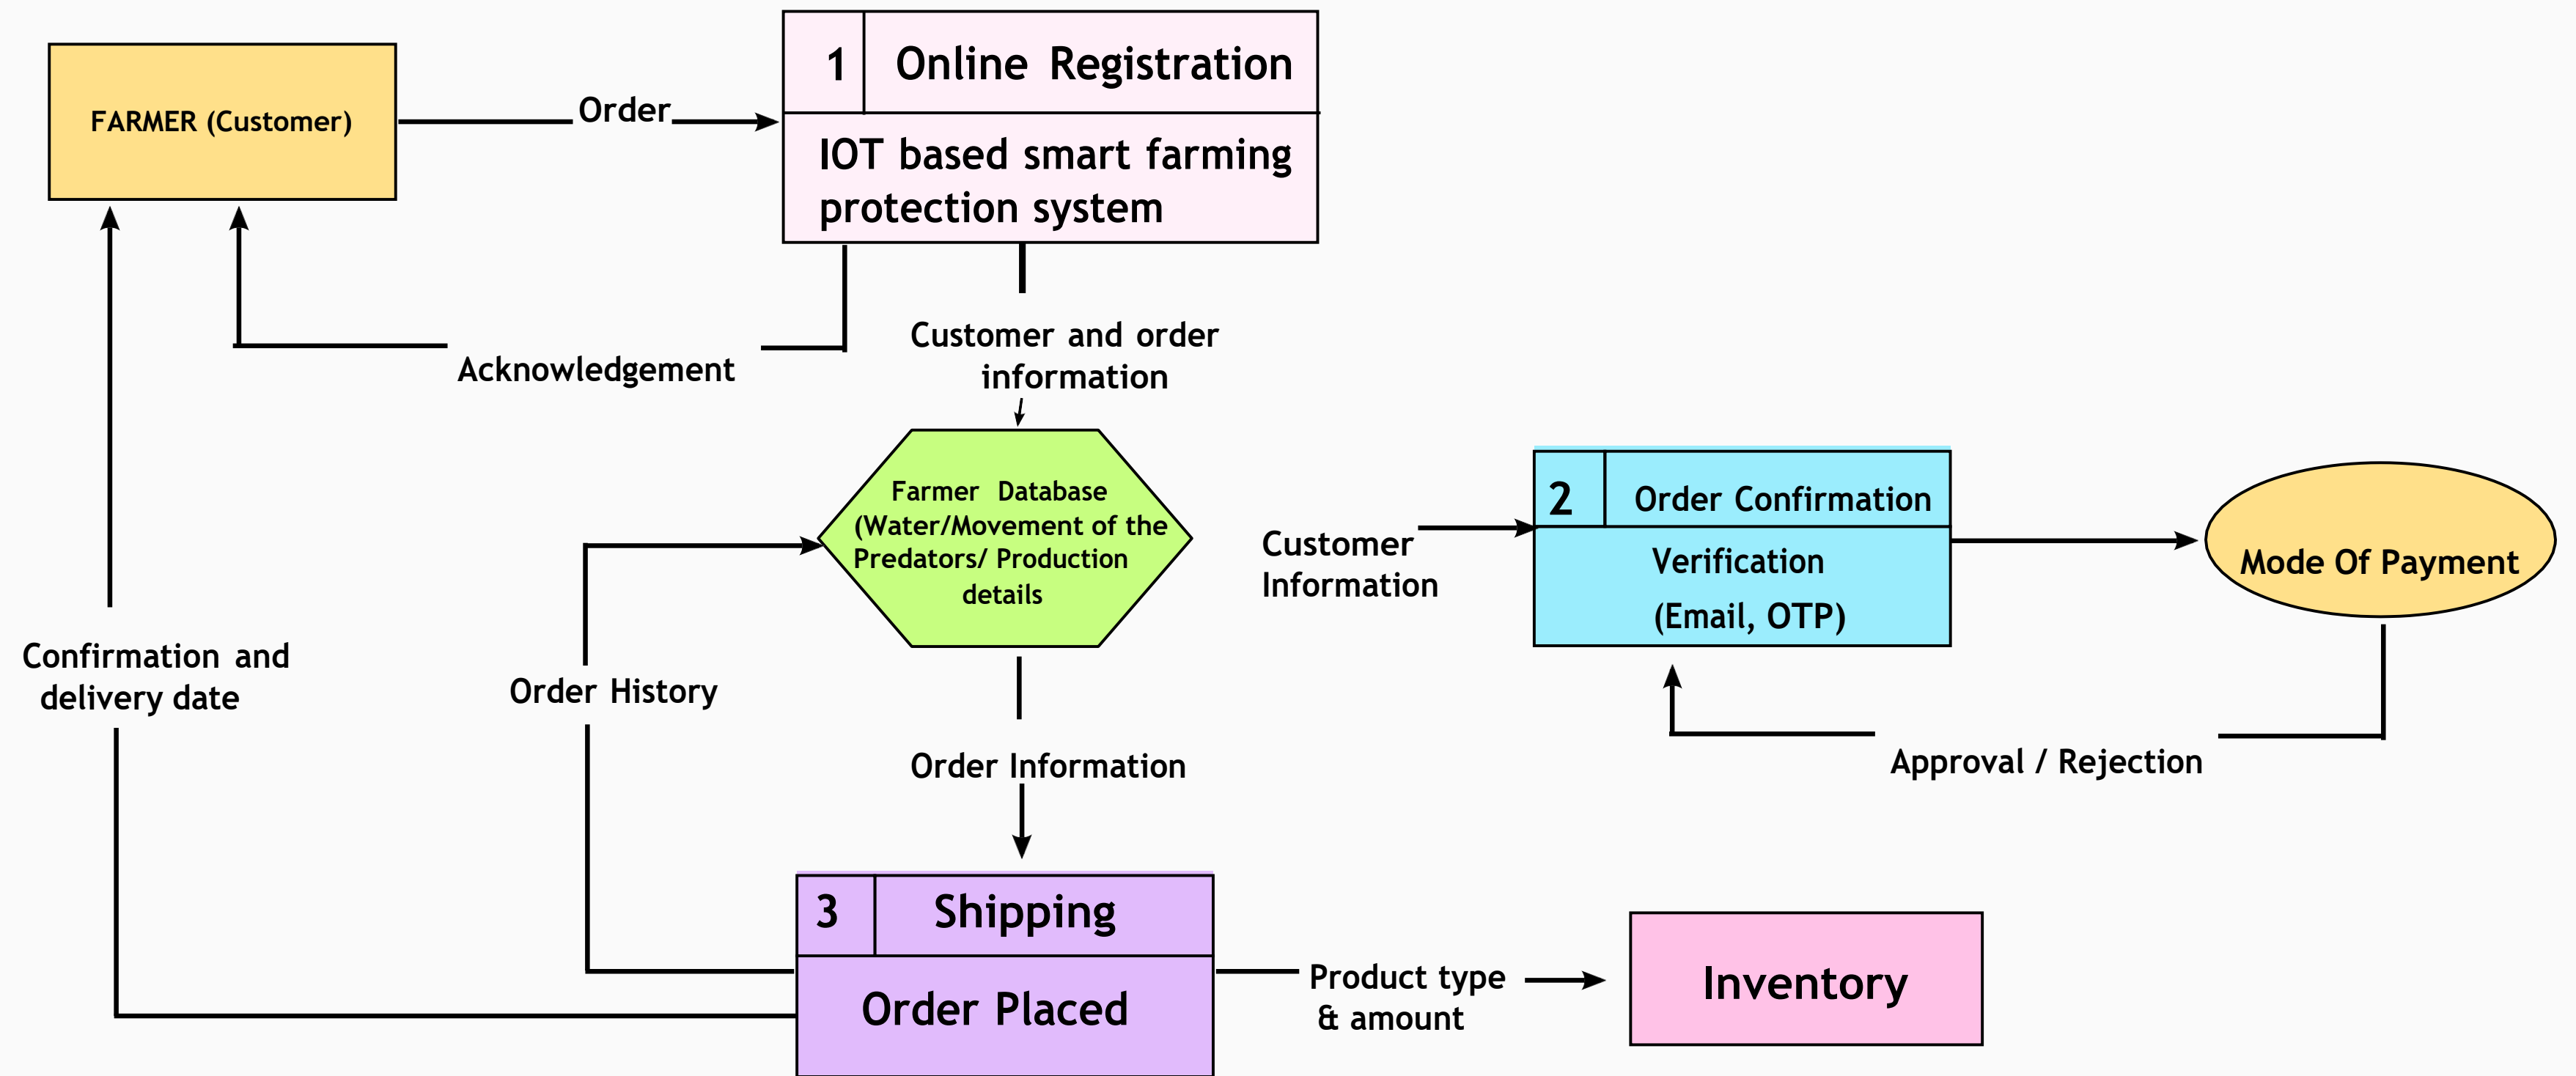 FARMER (Customer)
Order
1
Online Registration
IOT based smart farming
protection system
Acknowledgement
Customer and order
information
Farmer Database
(Water/Movement of the
Predators/ Production
details
Customer
Information
2
Order Confirmation
Verification
(Email, OTP)
Mode Of Payment
Approval / Rejection
Confirmation and
delivery date
Order History
Order Information
3
Shipping
Order Placed
Product type
& amount
Inventory